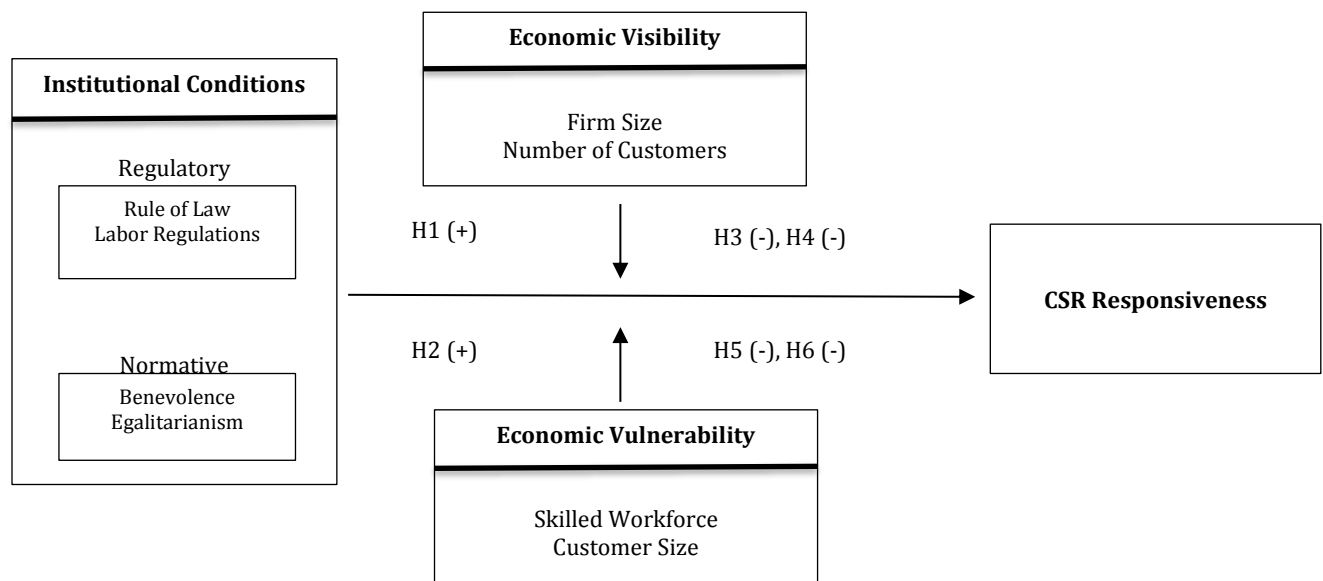 Economic Visibility
Firm Size
Number of Customers
Institutional Conditions
Regulatory
Rule of Law
Labor Regulations
Normative
Benevolence
Egalitarianism
H1 (+)
H3 (-), H4 (-)
H2 (+)
H5 (-), H6 (-)
CSR Responsiveness
Economic Vulnerability
Skilled Workforce
Customer Size